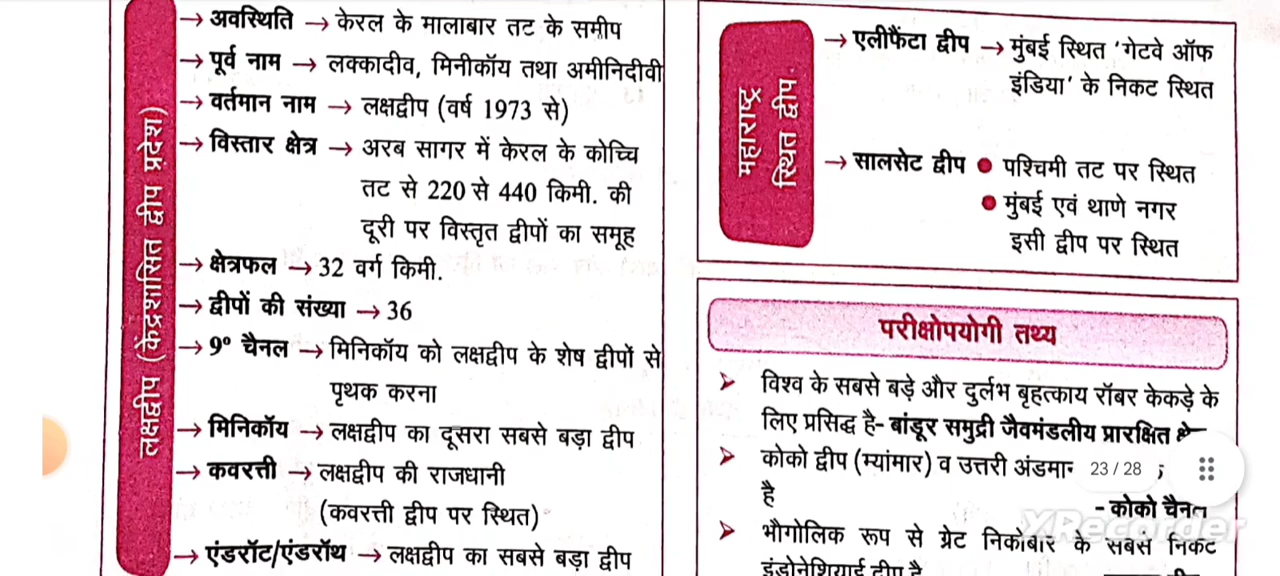 लक्षद्वीप (केंद्रशासित द्वीप प्रदेश)
→ अवस्थिति → केरल के मालाबार तट के समीप
→ पूर्व नाम → लक्कादीव, मिनीकॉय तथा अमीनिदीवी
→ वर्तमान नाम → लक्षद्वीप (वर्ष 1973 से)
→ विस्तार क्षेत्र → अरब सागर में केरल के कोच्चि
तट से 220 से 440 किमी. की
दूरी पर विस्तृत द्वीपों का समूह
→ क्षेत्रफल → 32 वर्ग किमी.
→ द्वीपों की संख्या → 36
→ 9° चैनल → मिनिकॉय को लक्षद्वीप के शेष द्वीपों से
पृथक करना
→ मिनिकॉय → लक्षद्वीप का दूसरा सबसे बड़ा द्वीप
→ कवरत्ती → लक्षद्वीप की राजधानी
(कवरत्ती द्वीप पर स्थित)
→ एंडरॉट/एंडरॉथ → लक्षद्वीप का सबसे बड़ा द्वीप
महाराष्ट्र
स्थित द्वीप
→ एलीफैंटा द्वीप → मुंबई स्थित 'गेटवे ऑफ
इंडिया' के निकट स्थित
→ सालसेट द्वीप ● पश्चिमी तट पर स्थित
● मुंबई एवं थाणे नगर
इसी द्वीप पर स्थित
परीक्षोपयोगी तथ्य
➤ विश्व के सबसे बड़े और दुर्लभ बृहत्काय रॉबर केकड़े के
लिए प्रसिद्ध है- बांडूर समुद्री जैवमंडलीय प्रारक्षित
➤ कोको द्वीप (म्यांमार) व उत्तरी अंडमान
है
- कोको चैनल
➤ भौगोलिक रूप से ग्रेट निकोबार के सबसे निकट
इंडोनेशियाई द्वीप है
23 / 28
XRecorder